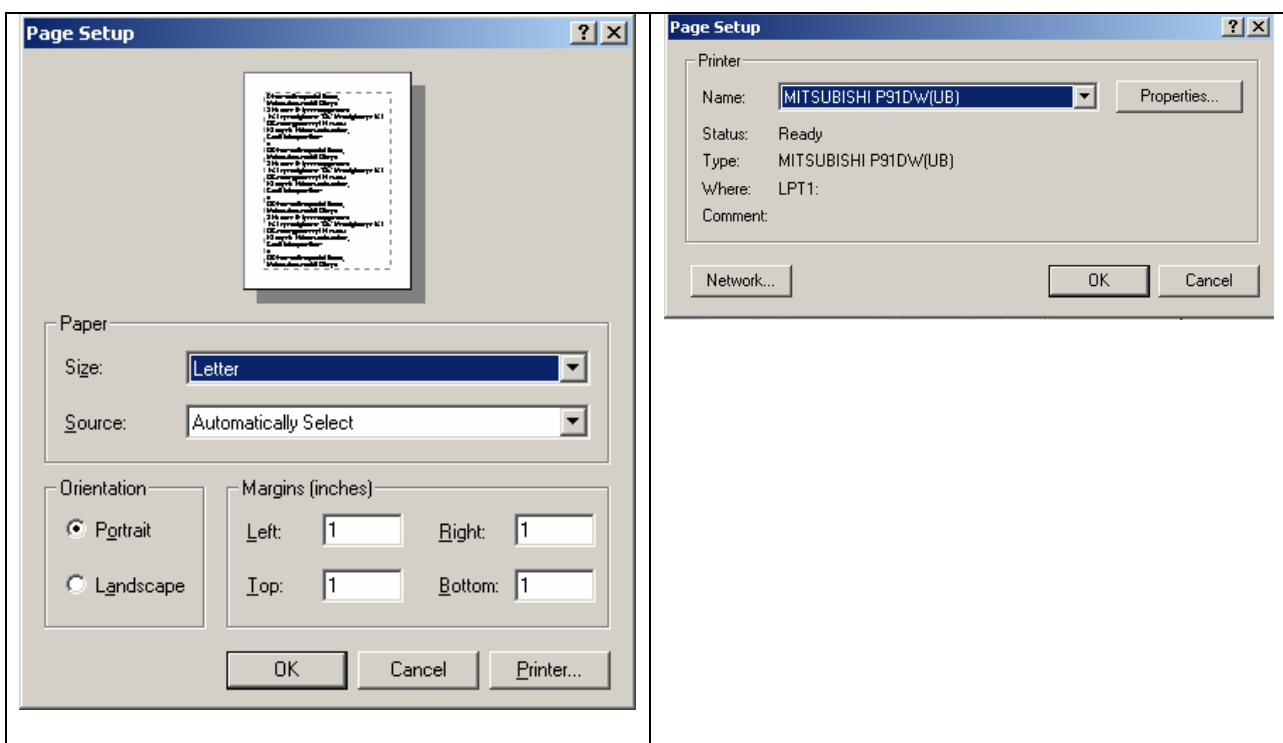 Page Setup
Paper
Size: Letter
Source: Automatically Select
Orientation
Portrait
Landscape
Margins (inches)
Left: 1 Right: 1
Top: 1 Bottom: 1
OK Cancel Printer...
Page Setup
Printer
Name: MITSUBISHI P91DW(UB) Properties...
Status: Ready
Type: MITSUBISHI P91DW(UB)
Where: LPT1:
Comment:
Network... OK Cancel